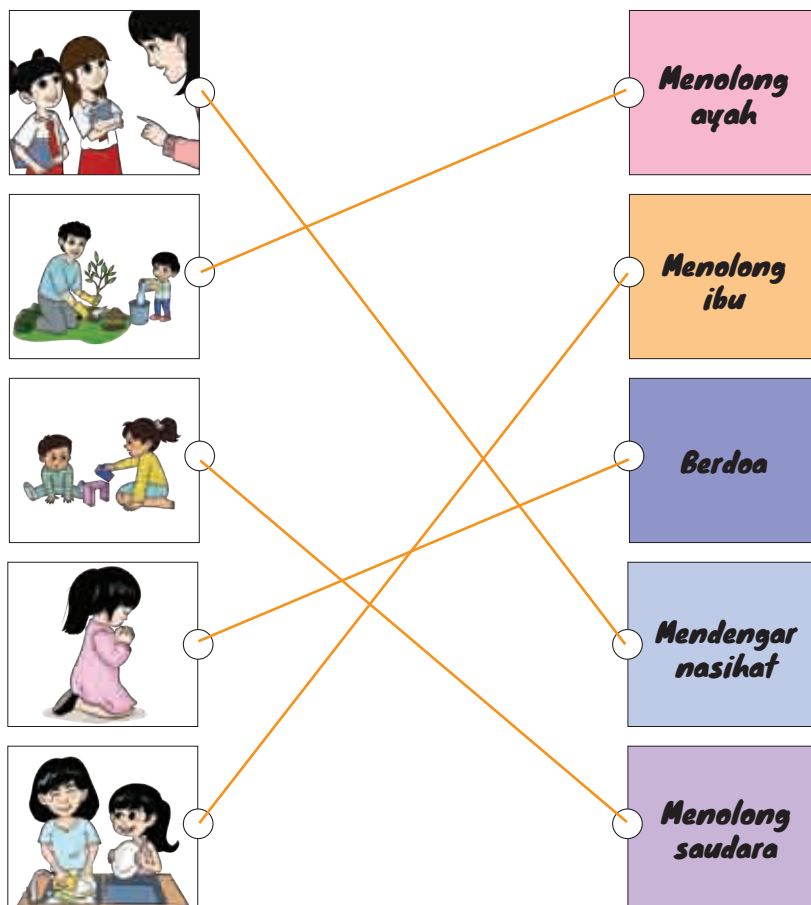 Menolong
ayah
Menolong
ibu
Berdoa
Mendengar
nasihat
Menolong
saudara